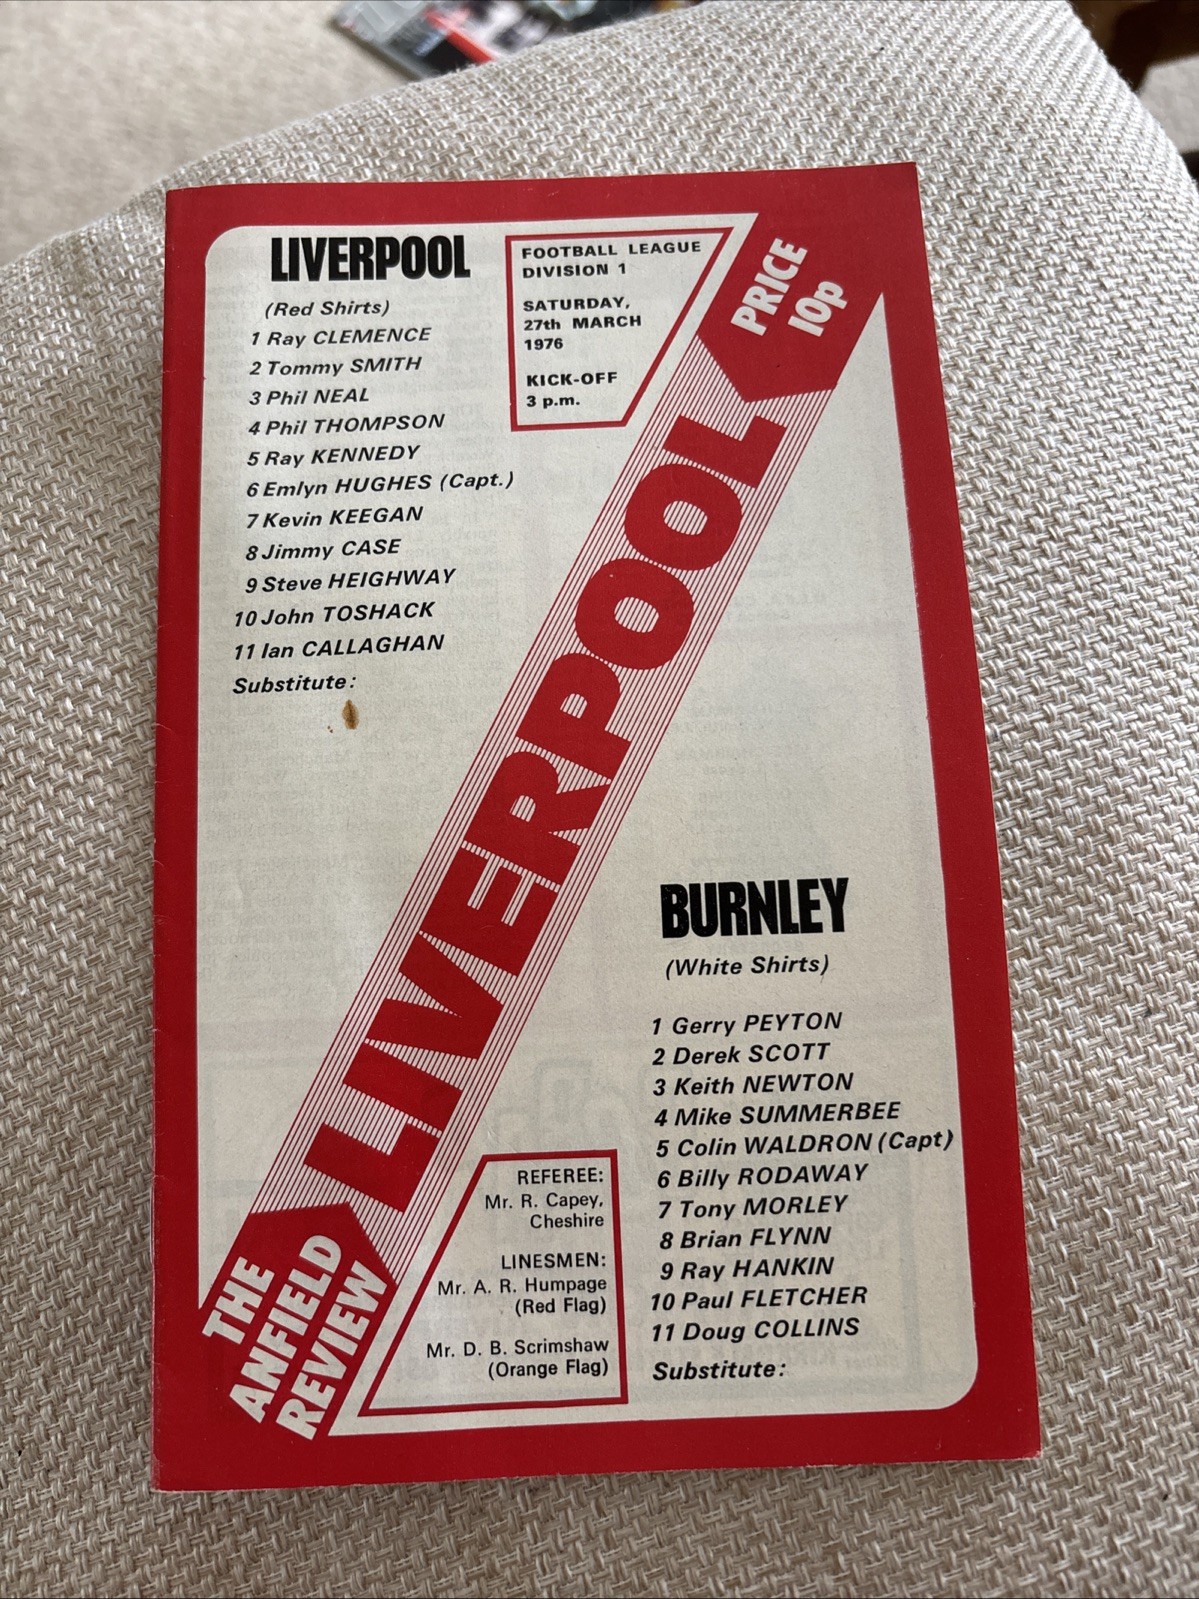 LIVERPOOL
(Red Shirts)
1 Ray CLEMENCE
2 Tommy SMITH
3 Phil NEAL
4 Phil THOMPSON
5 Ray KENNEDY
6 Emlyn HUGHES (Capt.)
7 Kevin KEEGAN
8 Jimmy CASE
9 Steve HEIGHWAY
10 John TOSHACK
11 Ian CALLAGHAN
Substitute:
FOOTBALL LEAGUE
DIVISION 1
SATURDAY,
27th MARCH
1976
KICK-OFF
3 p.m.
PRICE
10p
LIVERPOOL
THE
ANFIELD
REVIEW
BURNLEY
(White Shirts)
1 Gerry PEYTON
2 Derek SCOTT
3 Keith NEWTON
4 Mike SUMMERBEE
5 Colin WALDRON (Capt)
6 Billy RODAWAY
7 Tony MORLEY
8 Brian FLYNN
9 Ray HANKIN
10 Paul FLETCHER
11 Doug COLLINS
Substitute:
REFEREE:
Mr. R. Capey,
Cheshire
LINESMEN:
Mr. A. R. Humpage
(Red Flag)
Mr. D. B. Scrimshaw
(Orange Flag)